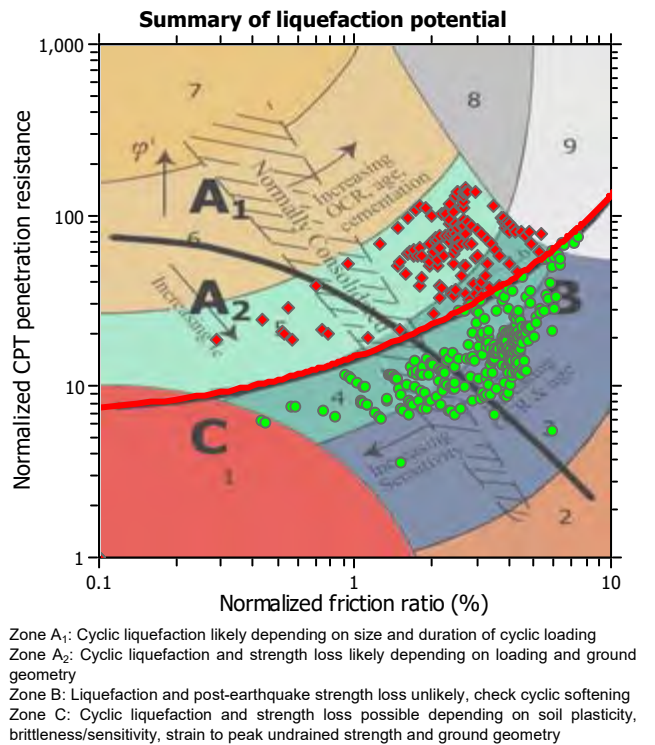 Summary of liquefaction potential
1,000
100
10
1
0.1
1
10
Normalized CPT penetration resistance
Normalized friction ratio (%)
7
8
9
φ'
A1
6
Normally Consolidated
Increasing
OCR, age,
cementation
A2
Increasing e
B
4
C
1
Increasing
Sensitivity
R & age
3
2
Zone A1: Cyclic liquefaction likely depending on size and duration of cyclic loading
Zone A2: Cyclic liquefaction and strength loss likely depending on loading and ground
geometry
Zone B: Liquefaction and post-earthquake strength loss unlikely, check cyclic softening
Zone C: Cyclic liquefaction and strength loss possible depending on soil plasticity,
brittleness/sensitivity, strain to peak undrained strength and ground geometry